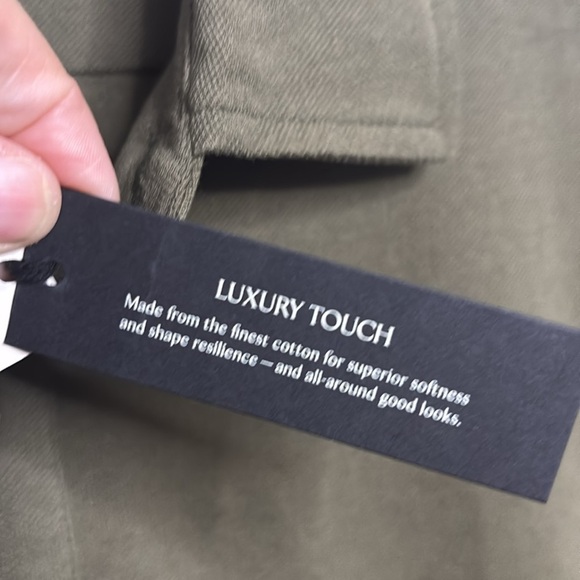 LUXURY TOUCH
Made from the finest cotton for superior softness
and shape resilience – and all-around good looks.